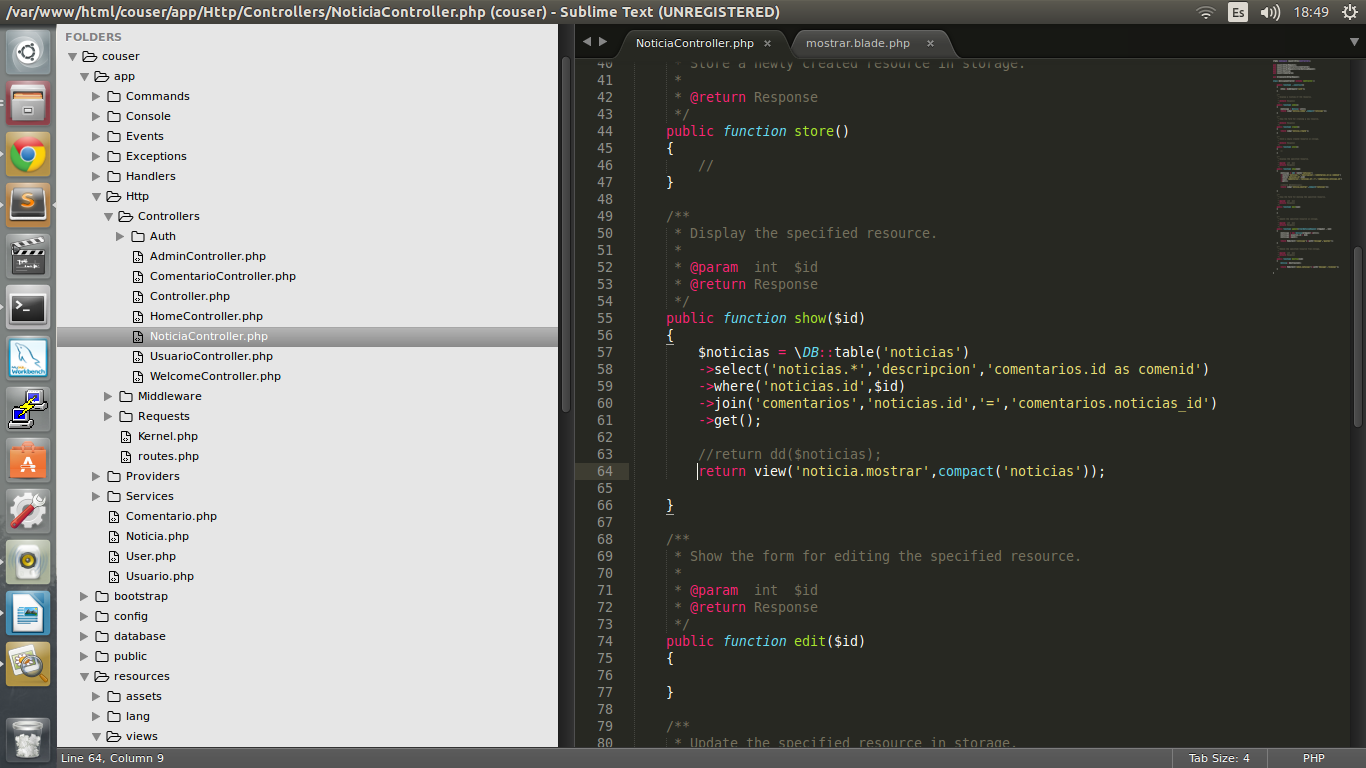 /var/www/html/couser/app/Http/Controllers/NoticiaController.php (couser) - Sublime Text (UNREGISTERED)
Es
18:49
FOLDERS
couser
app
Commands
Console
Events
Exceptions
Handlers
Http
Controllers
Auth
AdminController.php
ComentarioController.php
Controller.php
HomeController.php
NoticiaController.php
UsuarioController.php
WelcomeController.php
Middleware
Requests
Kernel.php
routes.php
Providers
Services
Comentario.php
Noticia.php
User.php
Usuario.php
bootstrap
config
database
public
resources
assets
lang
views
NoticiaController.php ×
mostrar.blade.php ×
40 * Store a newly created resource in storage.
41 *
42 * @return Response
43 */
44 public function store()
45 {
46 //
47 }
48
49 /**
50 * Display the specified resource.
51 *
52 * @param  int  $id
53 * @return Response
54 */
55 public function show($id)
56 {
57 $noticias = \DB::table('noticias')
58 ->select('noticias.*','descripcion','comentarios.id as comenid')
59 ->where('noticias.id',$id)
60 ->join('comentarios','noticias.id','=','comentarios.noticias_id')
61 ->get();
62
63 //return dd($noticias);
64 return view('noticia.mostrar',compact('noticias'));
65
66 }
67
68 /**
69 * Show the form for editing the specified resource.
70 *
71 * @param  int  $id
72 * @return Response
73 */
74 public function edit($id)
75 {
76
77 }
78
79 /**
80 * Update the specified resource in storage.
Line 64, Column 9
Tab Size: 4
PHP